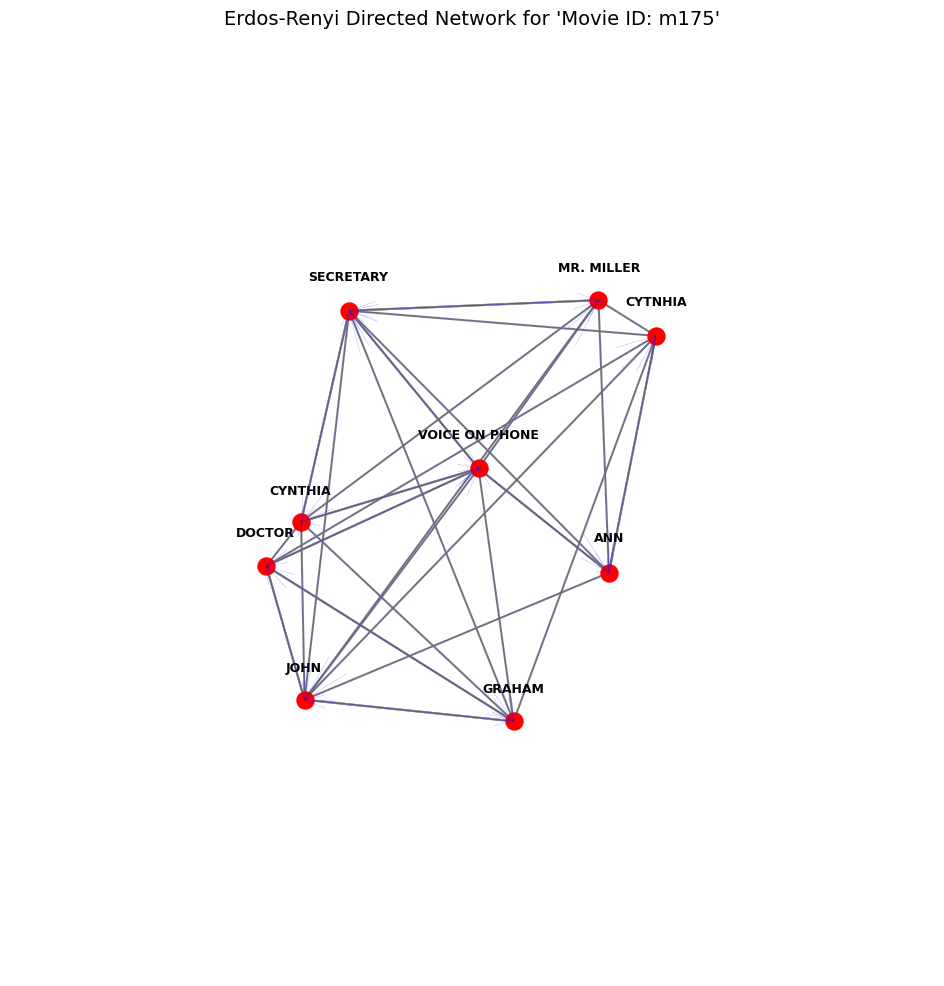 Erdos-Renyi Directed Network for 'Movie ID: m175'
MR. MILLER
SECRETARY
CYTNHIA
VOICE ON PHONE
CYNTHIA
DOCTOR
ANN
JOHN
GRAHAM